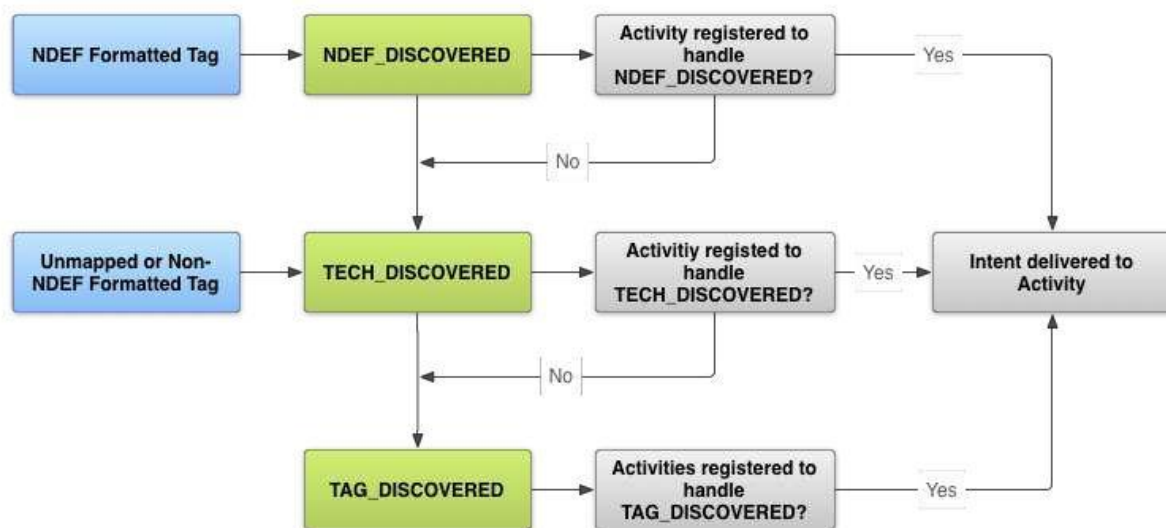 NDEF Formatted Tag
NDEF_DISCOVERED
Activity registered to
handle
NDEF_DISCOVERED?
Yes
No
Unmapped or Non-
NDEF Formatted Tag
TECH_DISCOVERED
Activitiy registed to
handle
TECH_DISCOVERED?
Yes
Intent delivered to
Activity
No
TAG_DISCOVERED
Activities registered to
handle
TAG_DISCOVERED?
Yes